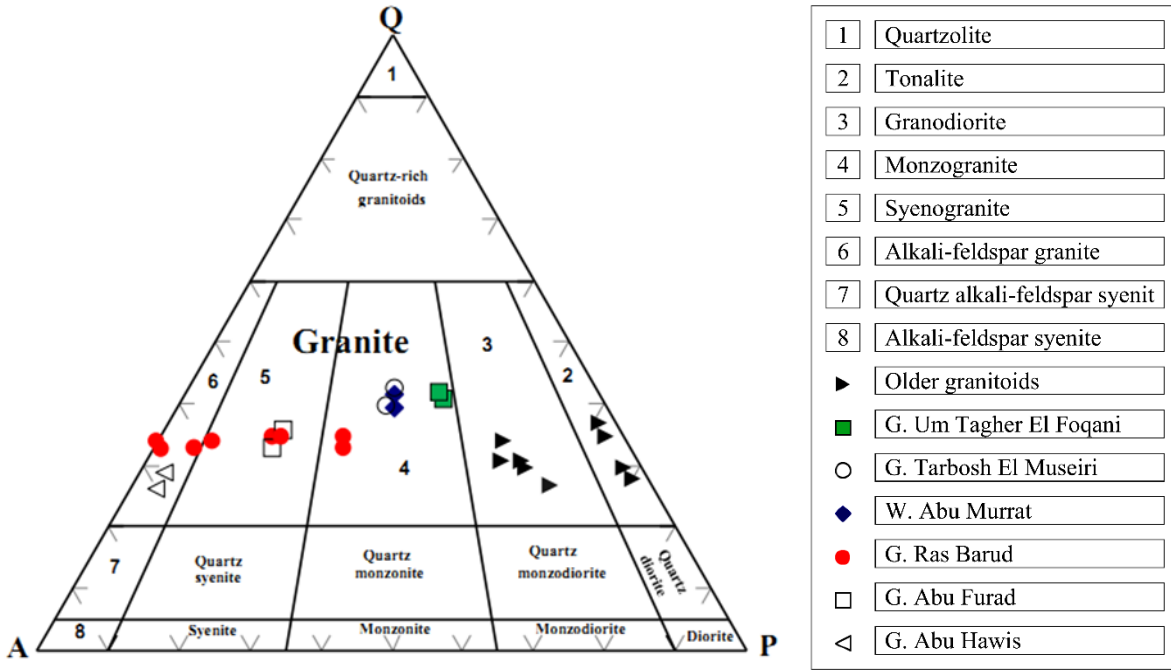 Q
1
Quartz-rich
granitoids
Granite
3
2
5
6
4
7
Quartz
syenite
Quartz
monzonite
Quartz
monzodiorite
Quartz
diorite
A
8
Syenite
Monzonite
Monzodiorite
Diorite
P
1 Quartzolite
2 Tonalite
3 Granodiorite
4 Monzogranite
5 Syenogranite
6 Alkali-feldspar granite
7 Quartz alkali-feldspar syenit
8 Alkali-feldspar syenite
Older granitoids
G. Um Tagher El Foqani
G. Tarbosh El Museiri
W. Abu Murrat
G. Ras Barud
G. Abu Furad
G. Abu Hawis